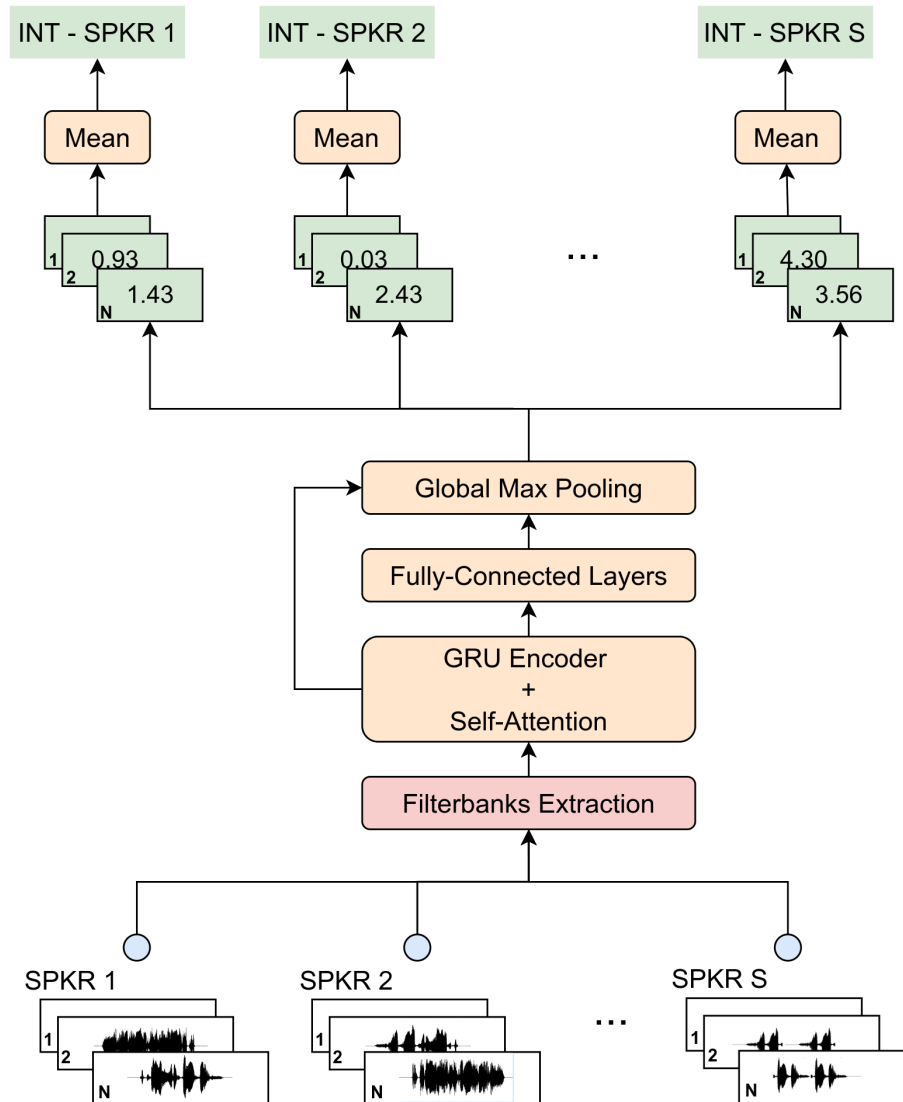 INT - SPKR 1 INT - SPKR 2 INT - SPKR S
Mean Mean Mean
1 1 1
2 0.93 2 0.03 2 4.30
N 1.43 N 2.43 N 3.56
...
Global Max Pooling
Fully-Connected Layers
GRU Encoder
+
Self-Attention
Filterbanks Extraction
SPKR 1 SPKR 2 SPKR S
1 1 1
2 2 2
...
N N N